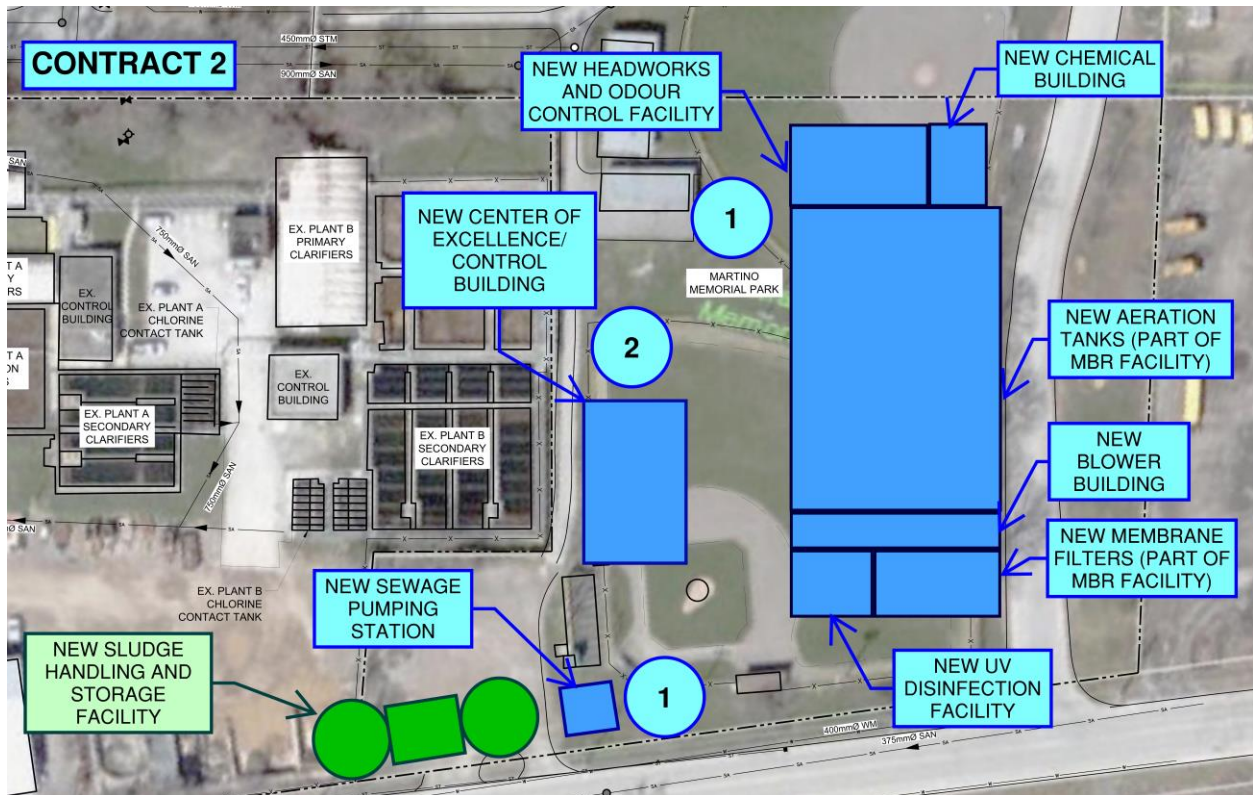 450mmØ STM
900mmØ SAN
CONTRACT 2
NEW HEADWORKS
AND ODOUR
CONTROL FACILITY
NEW CHEMICAL
BUILDING
SAN
750mmØ SAN
EX. PLANT B
PRIMARY
CLARIFIERS
NEW CENTER OF
EXCELLENCE/
CONTROL
BUILDING
1
MARTINO
MEMORIAL PARK
EX.
CONTROL
BUILDING
EX. PLANT A
CHLORINE
CONTACT TANK
2
NEW AERATION
TANKS (PART OF
MBR FACILITY)
EX.
CONTROL
BUILDING
EX. PLANT A
SECONDARY
CLARIFIERS
EX. PLANT B
SECONDARY
CLARIFIERS
750mmØ SAN
NEW
BLOWER
BUILDING
NEW MEMBRANE
FILTERS (PART OF
MBR FACILITY)
EX. PLANT B
CHLORINE
CONTACT TANK
NEW SEWAGE
PUMPING
STATION
NEW SLUDGE
HANDLING AND
STORAGE
FACILITY
1
NEW UV
DISINFECTION
FACILITY
400mmØ WM
375mmØ SAN